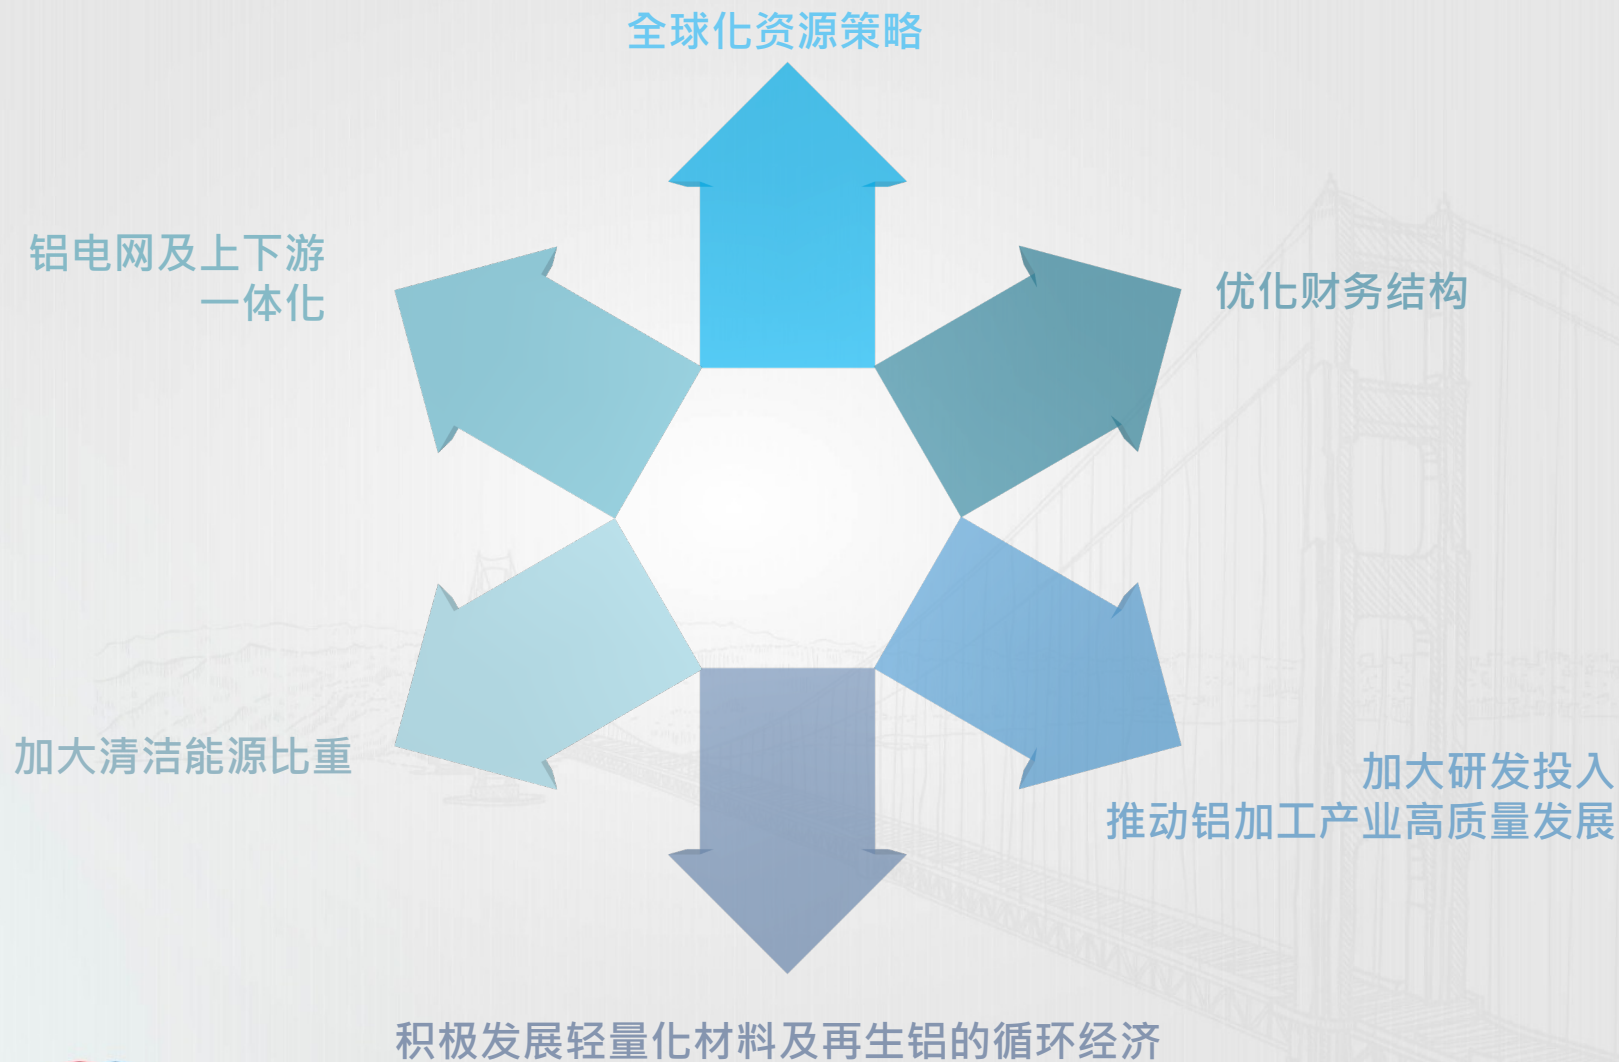 全球化资源策略
铝电网及上下游
一体化
优化财务结构
加大清洁能源比重
加大研发投入
推动铝加工产业高质量发展
积极发展轻量化材料及再生铝的循环经济